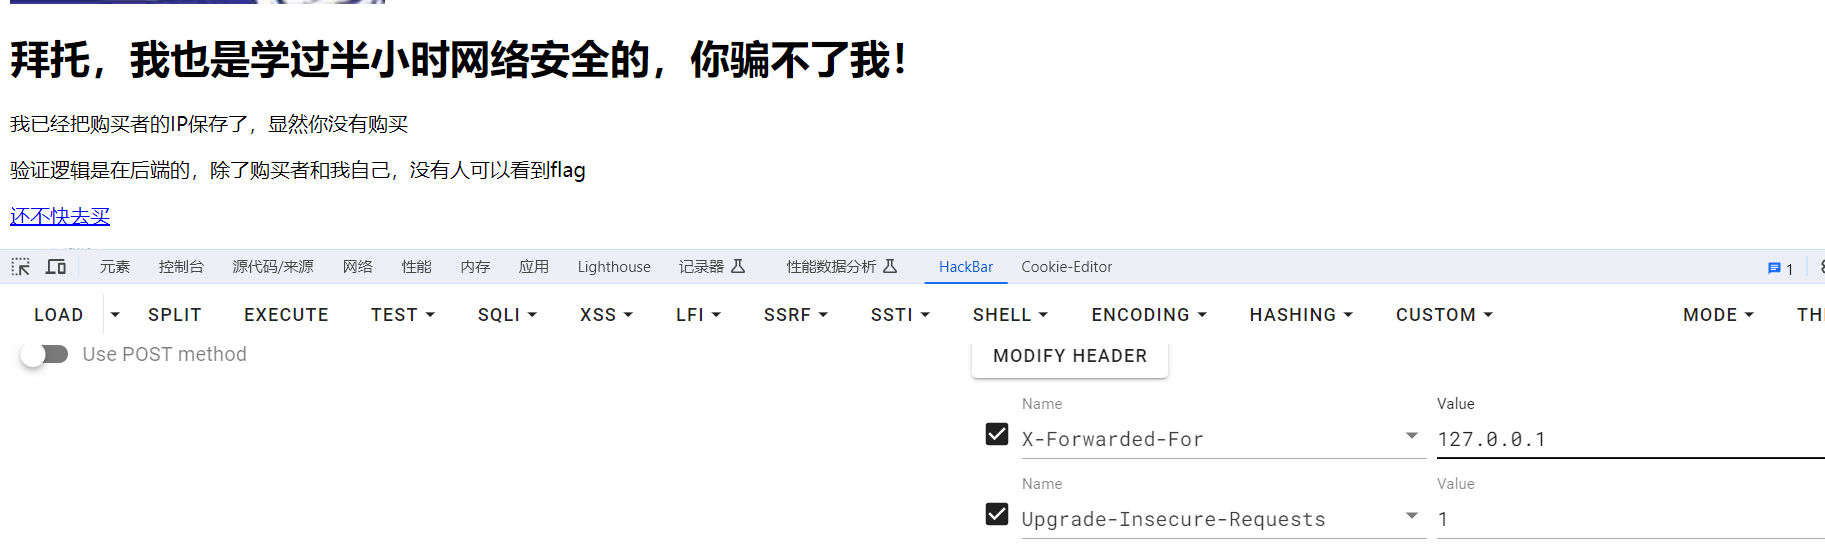 拜托，我也是学过半小时网络安全的，你骗不了我！
我已经把购买者的IP保存了，显然你没有购买
验证逻辑是在后端的，除了购买者和我自己，没有人可以看到flag
还不快去买
元素 控制台 源代码/来源 网络 性能 内存 应用 Lighthouse 记录器 性能数据分析 HackBar Cookie-Editor 1
LOAD SPLIT EXECUTE TEST SQLI XSS LFI SSRF SSTI SHELL ENCODING HASHING CUSTOM MODE
Use POST method MODIFY HEADER
Name Value
X-Forwarded-For 127.0.0.1
Name Value
Upgrade-Insecure-Requests 1